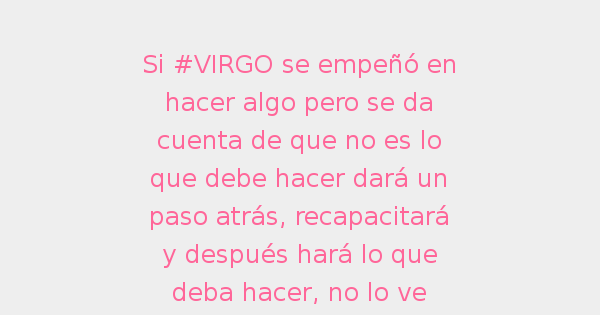 Si #VIRGO se empeñó en
hacer algo pero se da
cuenta de que no es lo
que debe hacer dará un
paso atrás, recapacitará
y después hará lo que
deba hacer, no lo ve